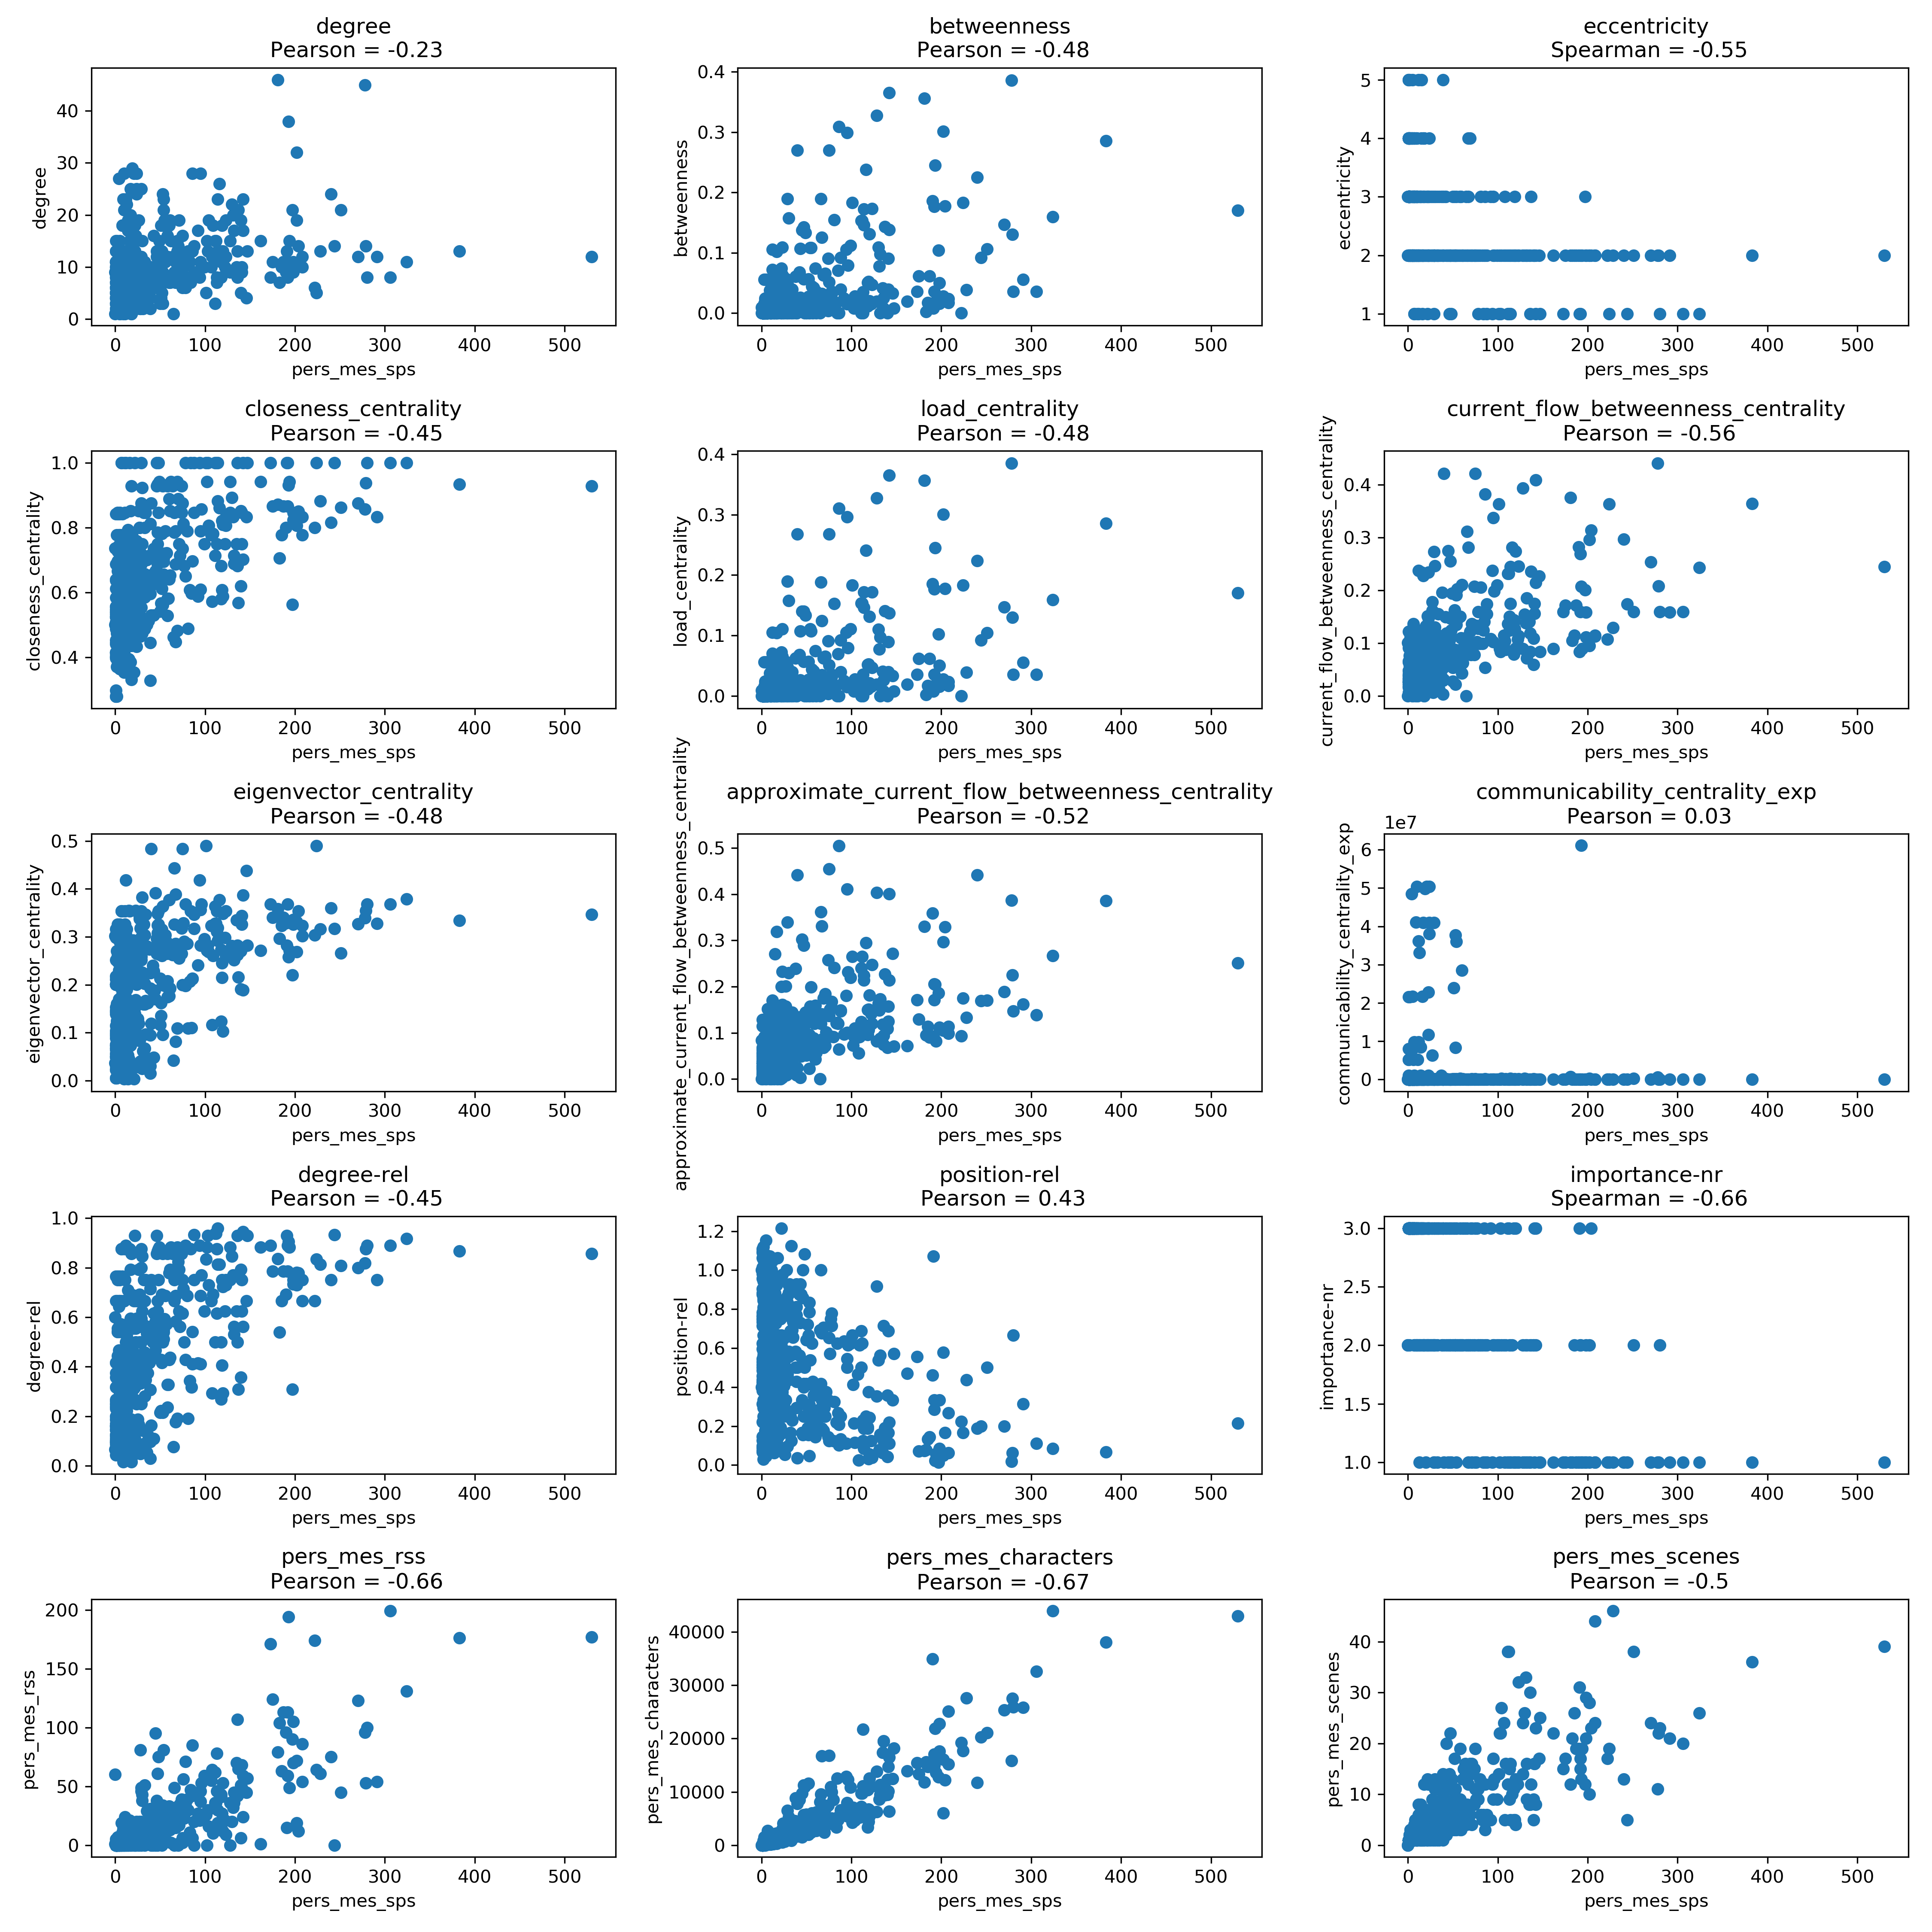 degree
Pearson = -0.23
degree
0
10
20
30
40
0 100 200 300 400 500
pers_mes_sps
betweenness
Pearson = -0.48
betweenness
0.0
0.1
0.2
0.3
0.4
0 100 200 300 400 500
pers_mes_sps
eccentricity
Spearman = -0.55
eccentricity
1
2
3
4
5
0 100 200 300 400 500
pers_mes_sps
closeness_centrality
Pearson = -0.45
closeness_centrality
0.4
0.6
0.8
1.0
0 100 200 300 400 500
pers_mes_sps
load_centrality
Pearson = -0.48
load_centrality
0.0
0.1
0.2
0.3
0.4
0 100 200 300 400 500
pers_mes_sps
current_flow_betweenness_centrality
Pearson = -0.56
current_flow_betweenness_centrality
0.0
0.1
0.2
0.3
0.4
0 100 200 300 400 500
pers_mes_sps
eigenvector_centrality
Pearson = -0.48
eigenvector_centrality
0.0
0.1
0.2
0.3
0.4
0.5
0 100 200 300 400 500
pers_mes_sps
approximate_current_flow_betweenness_centrality
Pearson = -0.52
approximate_current_flow_betweenness_centrality
0.0
0.1
0.2
0.3
0.4
0.5
0 100 200 300 400 500
pers_mes_sps
communicability_centrality_exp
Pearson = 0.03
1e7
communicability_centrality_exp
0
1
2
3
4
5
6
0 100 200 300 400 500
pers_mes_sps
degree-rel
Pearson = -0.45
degree-rel
0.0
0.2
0.4
0.6
0.8
1.0
0 100 200 300 400 500
pers_mes_sps
position-rel
Pearson = 0.43
position-rel
0.0
0.2
0.4
0.6
0.8
1.0
1.2
0 100 200 300 400 500
pers_mes_sps
importance-nr
Spearman = -0.66
importance-nr
1.0
1.5
2.0
2.5
3.0
0 100 200 300 400 500
pers_mes_sps
pers_mes_rss
Pearson = -0.66
pers_mes_rss
0
50
100
150
200
0 100 200 300 400 500
pers_mes_sps
pers_mes_characters
Pearson = -0.67
pers_mes_characters
0
10000
20000
30000
40000
0 100 200 300 400 500
pers_mes_sps
pers_mes_scenes
Pearson = -0.5
pers_mes_scenes
0
10
20
30
40
0 100 200 300 400 500
pers_mes_sps